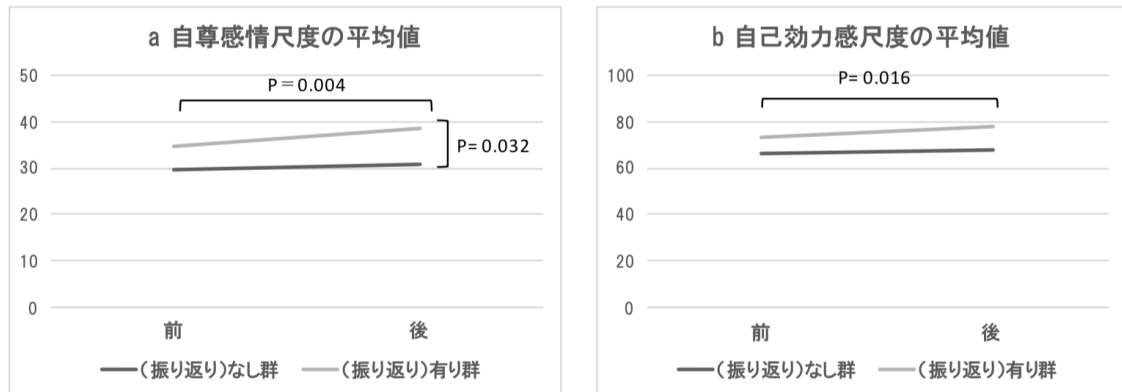 a 自尊感情尺度の平均値
50
P＝0.004
40
P= 0.032
30
20
10
0
前
後
(振り返り)なし群
(振り返り)有り群
b 自己効力感尺度の平均値
100
P= 0.016
80
60
40
20
0
前
後
(振り返り)なし群
(振り返り)有り群